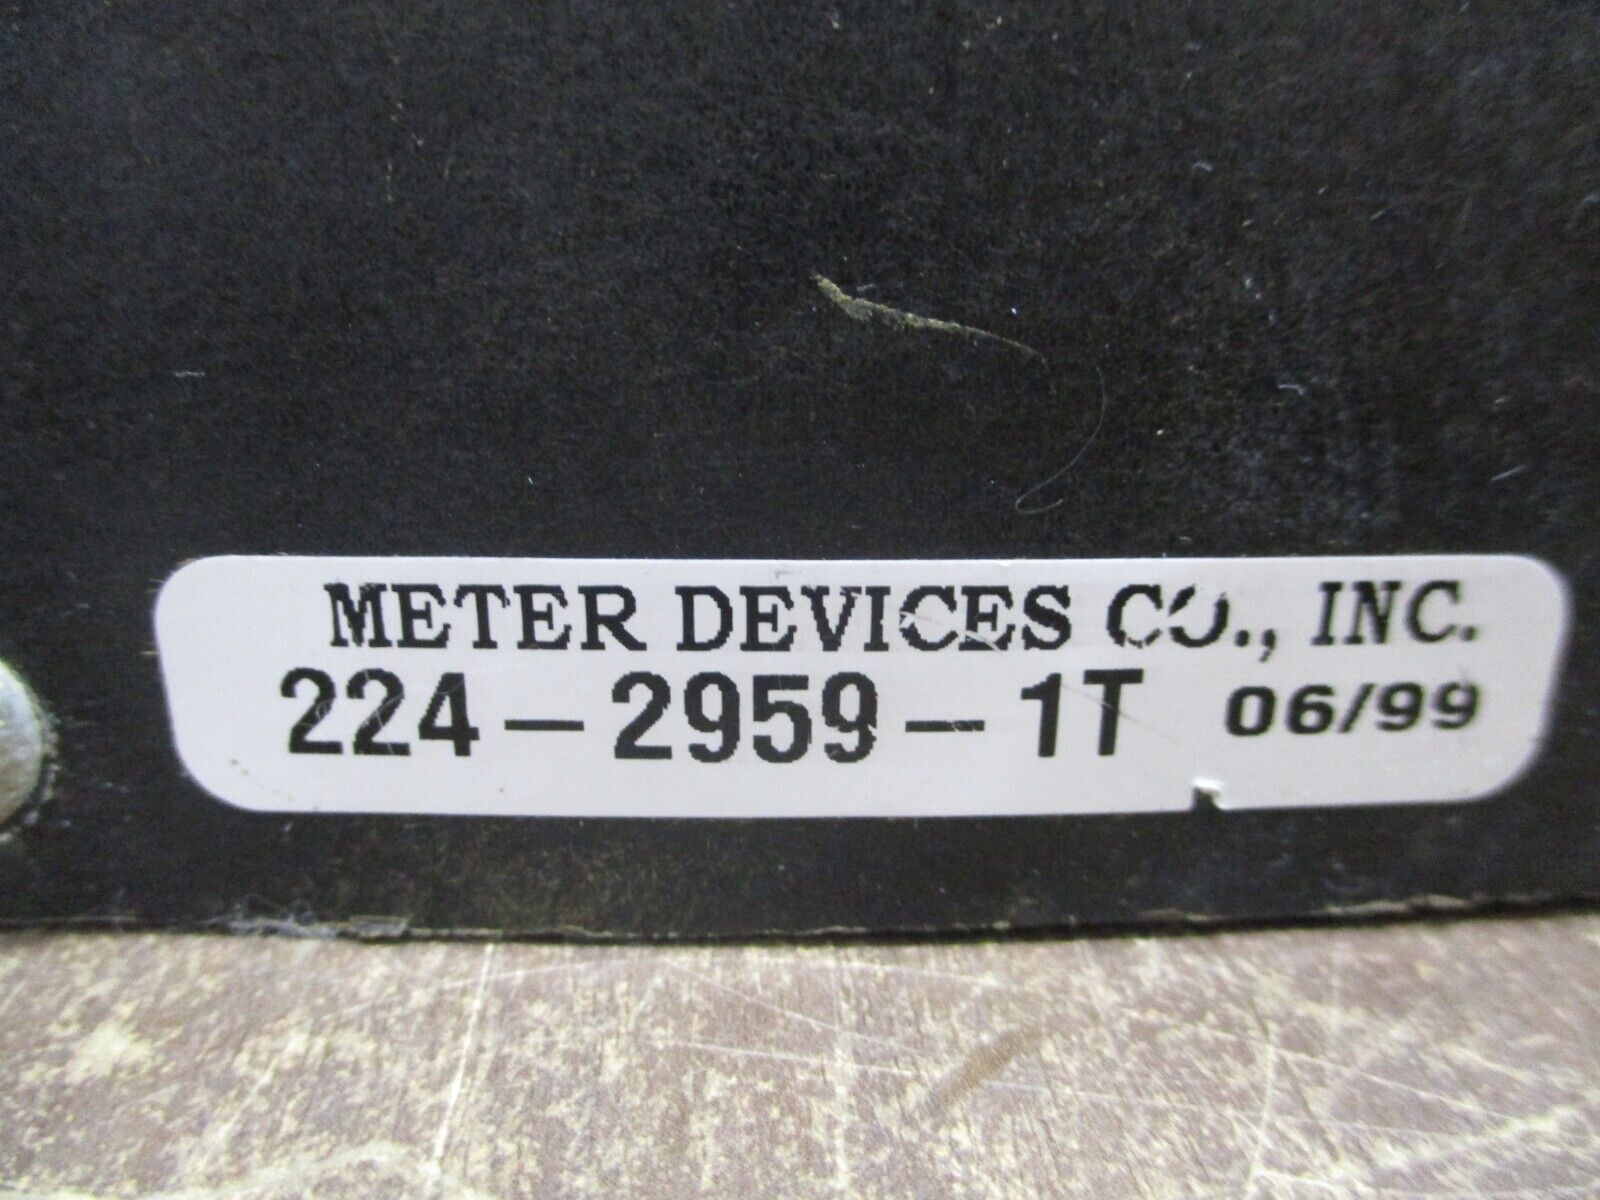 METER DEVICES CO., INC.
224-2959-1T 06/99